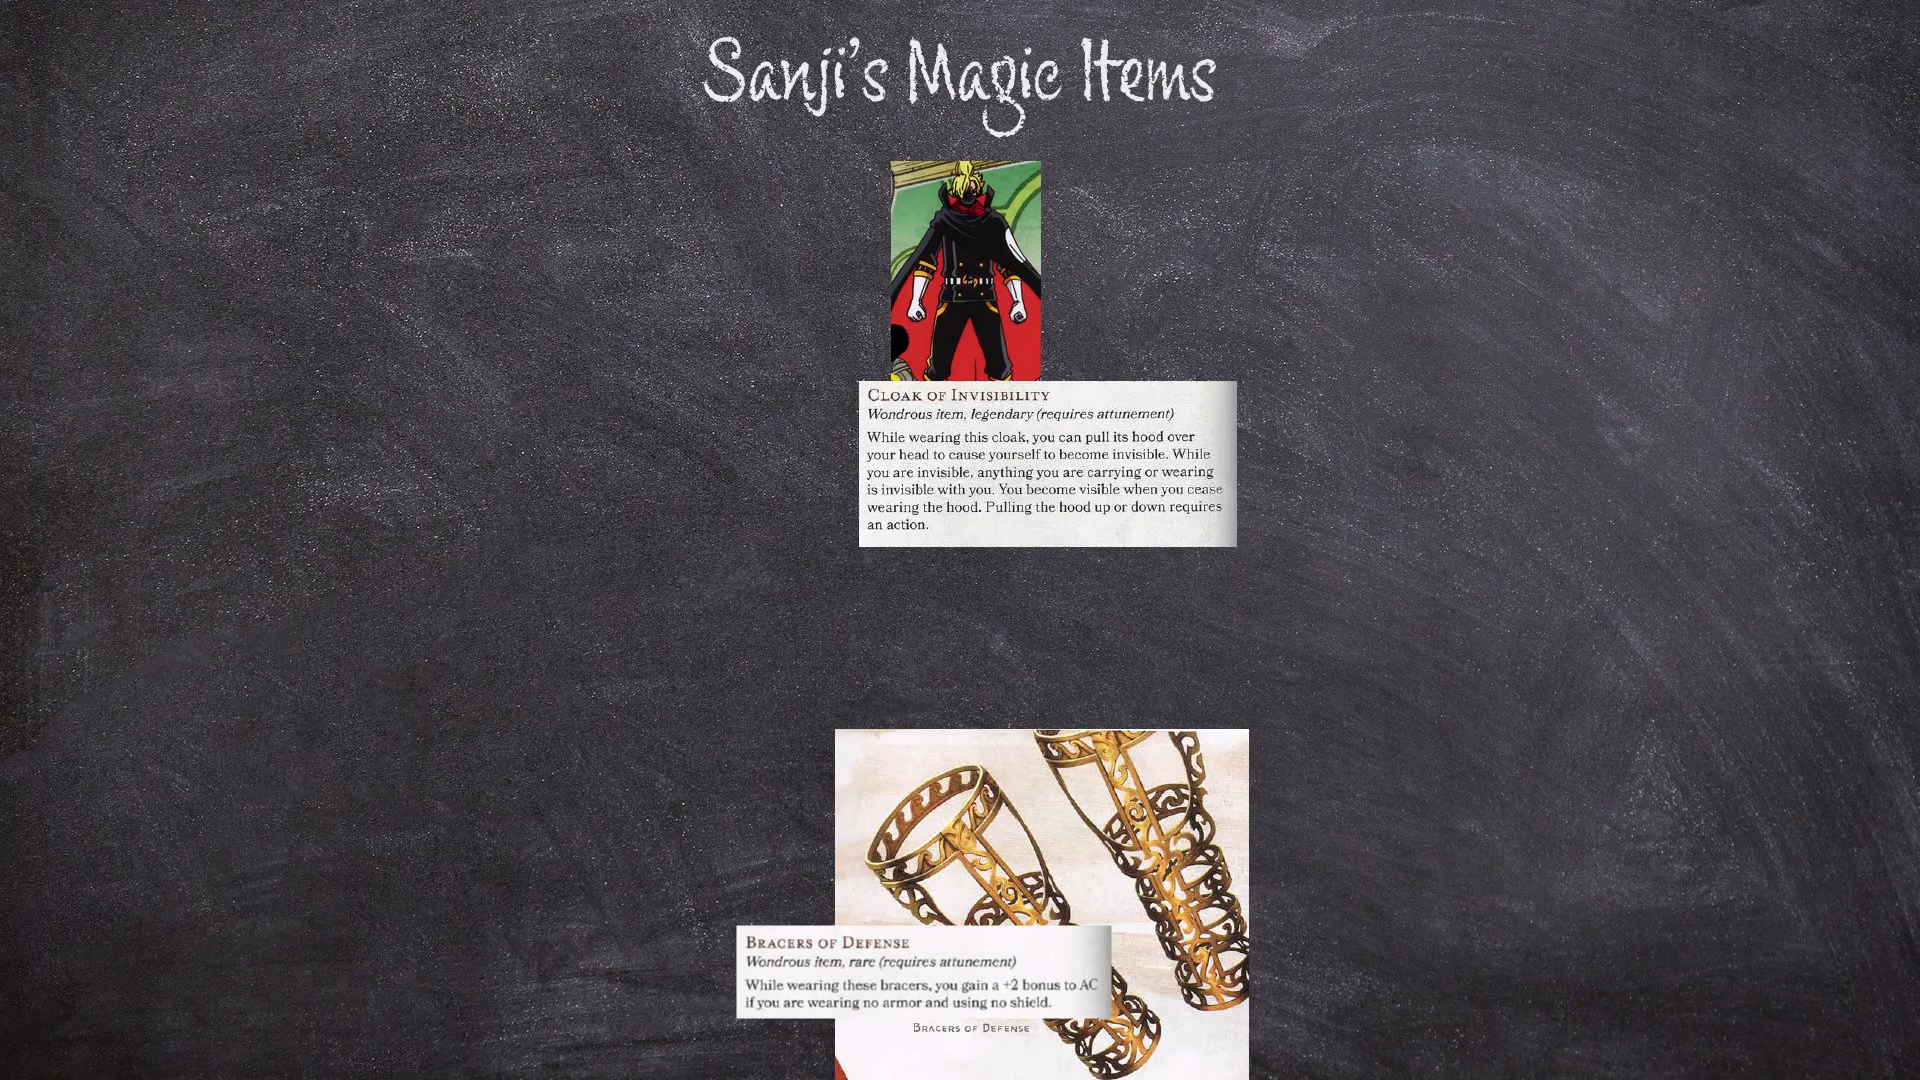 Sanji's Magic Items
CLOAK OF INVISIBILITY
Wondrous item, legendary (requires attunement)
While wearing this cloak, you can pull its hood over
your head to cause yourself to become invisible. While
you are invisible, anything you are carrying or wearing
is invisible with you. You become visible when you cease
wearing the hood. Pulling the hood up or down requires
an action.
BRACERS OF DEFENSE
Wondrous item, rare (requires attunement)
While wearing these bracers, you gain a +2 bonus to AC
if you are wearing no armor and using no shield.
BRACERS OF DEFENSE